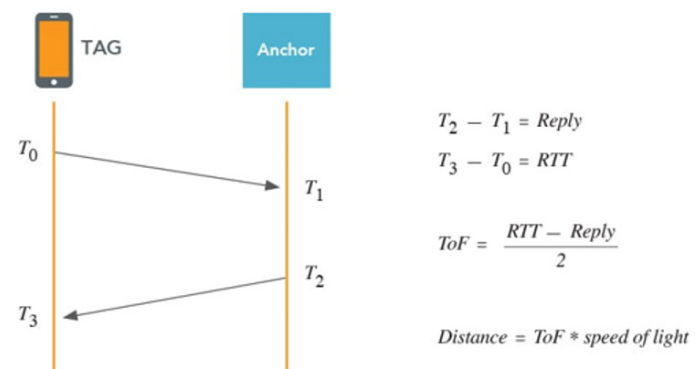 TAG
Anchor
T0
T1
T2
T3
T2 – T1 = Reply
T3 – T0 = RTT
ToF = RTT – Reply
2
Distance = ToF * speed of light